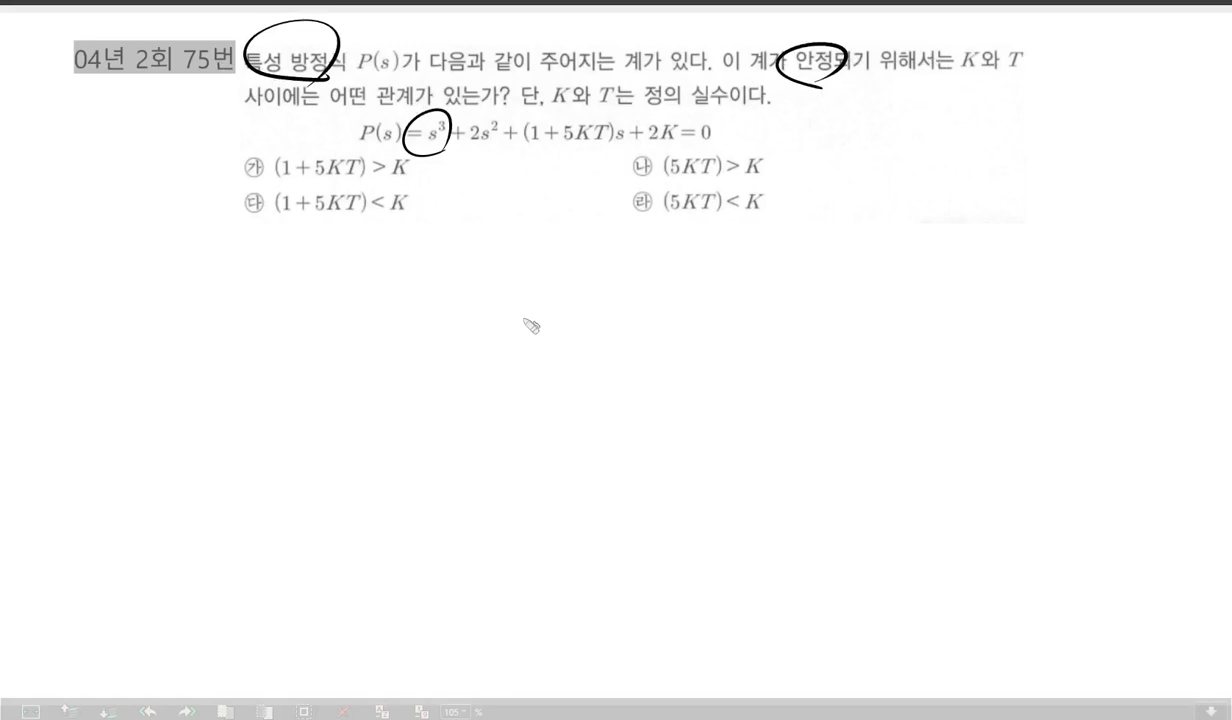 04년 2회 75번 특성 방정식 P(s)가 다음과 같이 주어지는 계가 있다. 이 계가 안정되기 위해서는 K와 T
사이에는 어떤 관계가 있는가? 단, K와 T는 정의 실수이다.
P(s) = s³ + 2s² + (1 + 5KT)s + 2K = 0
㉮ (1 + 5KT) > K ㉯ (5KT) > K
㉰ (1 + 5KT) < K ㉱ (5KT) < K
105 %